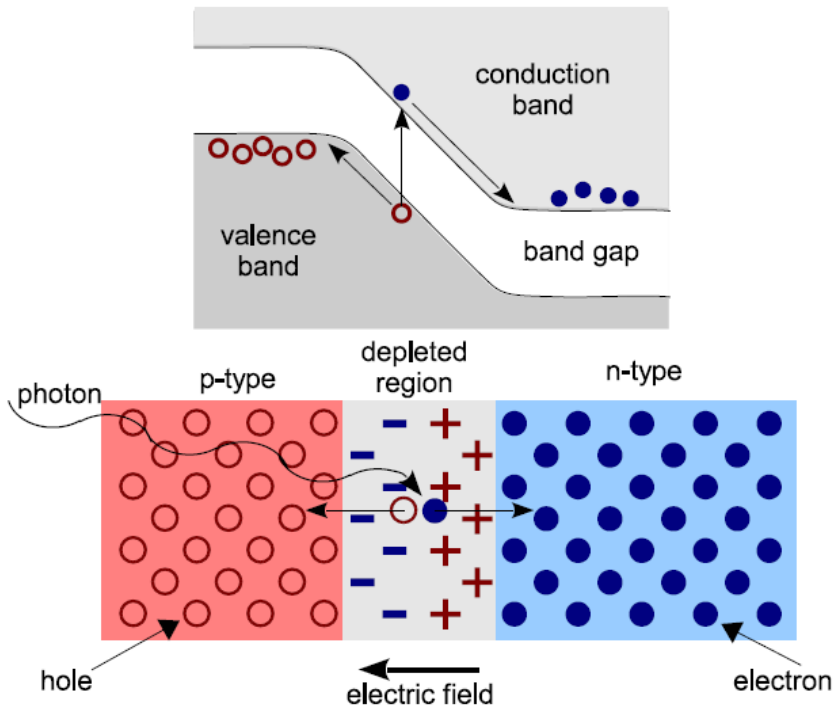 conduction
band
valence
band
band gap
depleted
region
p-type
n-type
photon
hole
electric field
electron